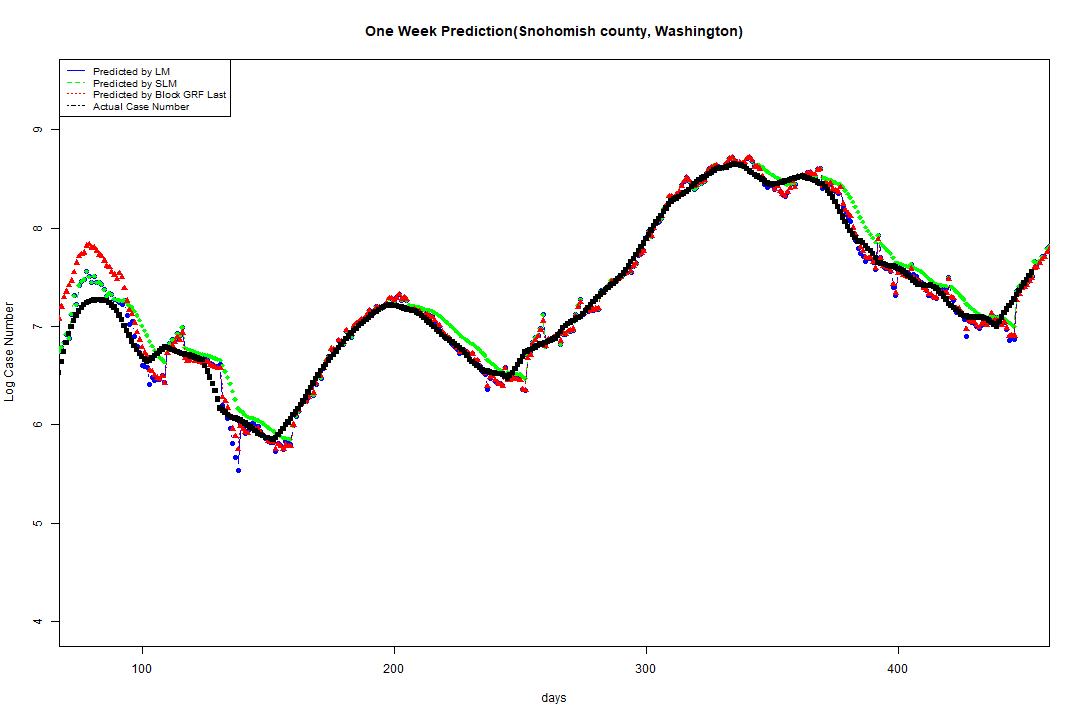 One Week Prediction(Snohomish county, Washington)
Predicted by LM
Predicted by SLM
Predicted by Block GRF Last
Actual Case Number
9
8
7
6
5
4
Log Case Number
100 200 300 400
days